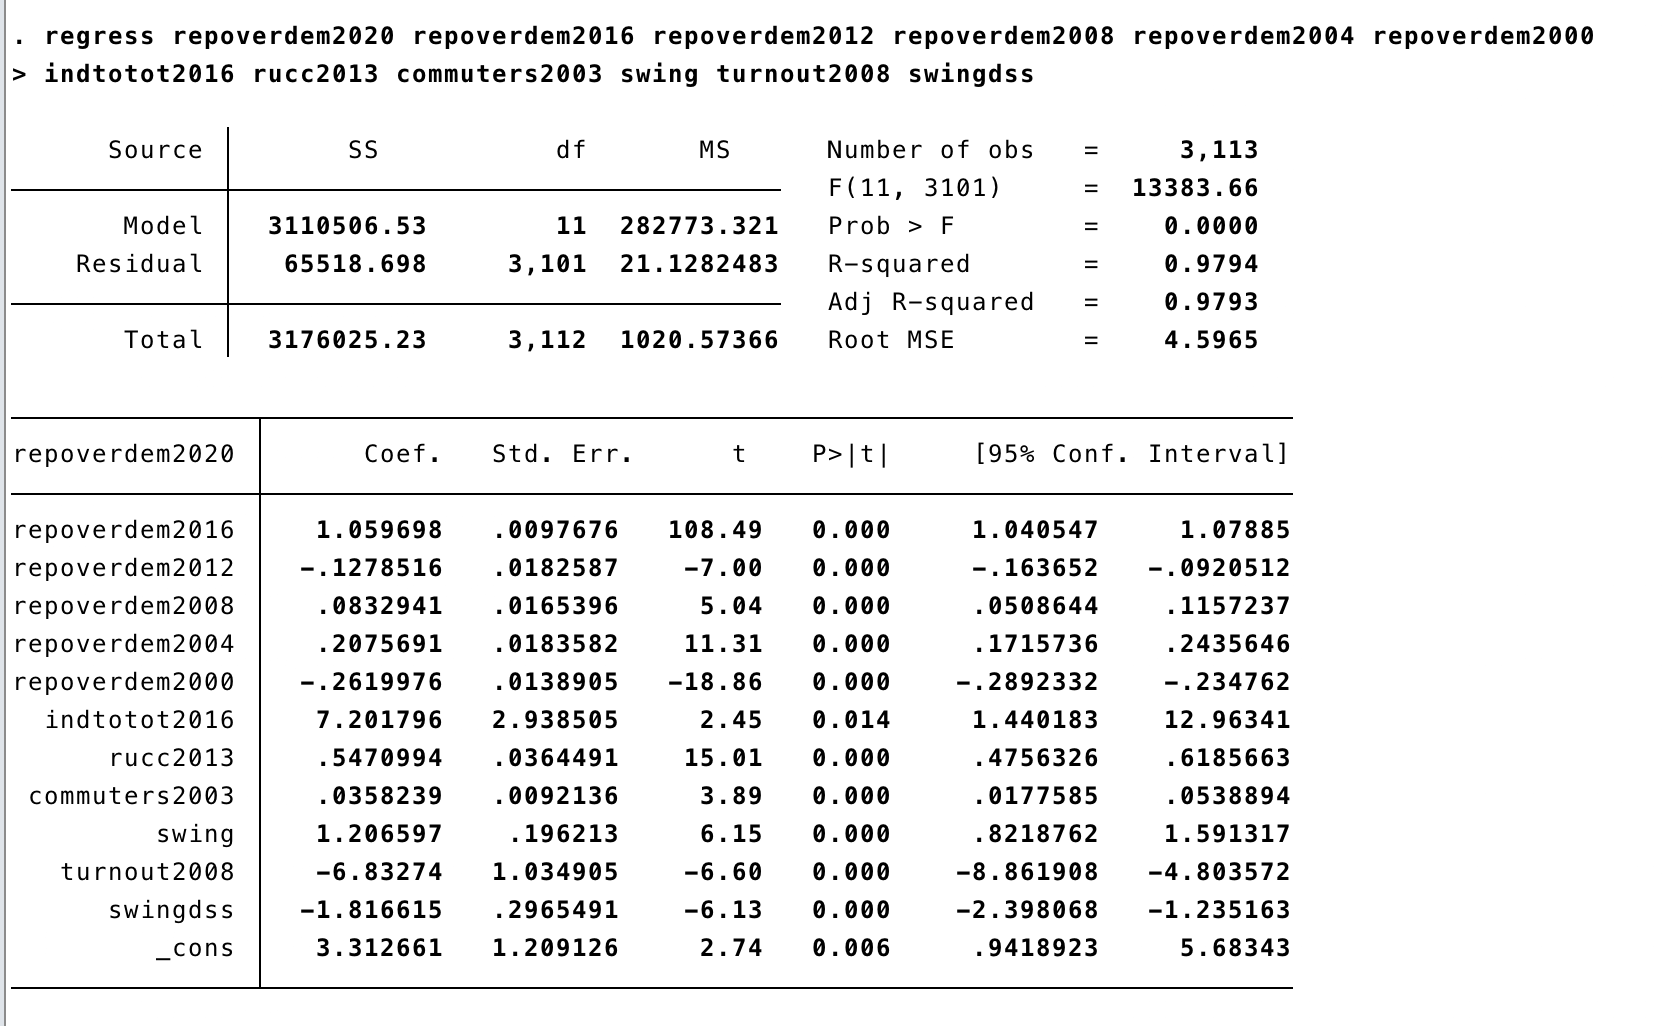 . regress repoverdem2020 repoverdem2016 repoverdem2012 repoverdem2008 repoverdem2004 repoverdem2000
> indtotot2016 rucc2013 commuters2003 swing turnout2008 swingdss
Source SS df MS Number of obs = 3,113
F(11, 3101) = 13383.66
Model 3110506.53 11 282773.321 Prob > F = 0.0000
Residual 65518.698 3,101 21.1282483 R-squared = 0.9794
Adj R-squared = 0.9793
Total 3176025.23 3,112 1020.57366 Root MSE = 4.5965
repoverdem2020 Coef. Std. Err. t P>|t| [95% Conf. Interval]
repoverdem2016 1.059698 .0097676 108.49 0.000 1.040547 1.07885
repoverdem2012 -.1278516 .0182587 -7.00 0.000 -.163652 -.0920512
repoverdem2008 .0832941 .0165396 5.04 0.000 .0508644 .1157237
repoverdem2004 .2075691 .0183582 11.31 0.000 .1715736 .2435646
repoverdem2000 -.2619976 .0138905 -18.86 0.000 -.2892332 -.234762
indtotot2016 7.201796 2.938505 2.45 0.014 1.440183 12.96341
rucc2013 .5470994 .0364491 15.01 0.000 .4756326 .6185663
commuters2003 .0358239 .0092136 3.89 0.000 .0177585 .0538894
swing 1.206597 .196213 6.15 0.000 .8218762 1.591317
turnout2008 -6.83274 1.034905 -6.60 0.000 -8.861908 -4.803572
swingdss -1.816615 .2965491 -6.13 0.000 -2.398068 -1.235163
_cons 3.312661 1.209126 2.74 0.006 .9418923 5.68343